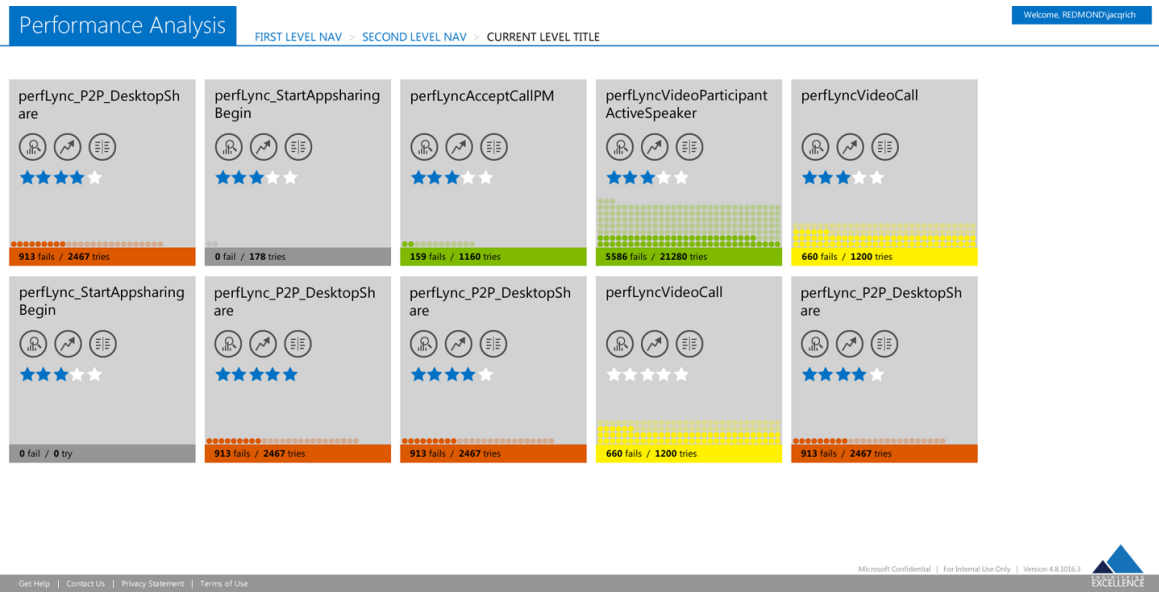 Performance Analysis
FIRST LEVEL NAV > SECOND LEVEL NAV > CURRENT LEVEL TITLE
Welcome, REDMOND\jacqrich
perfLync_P2P_DesktopSh
are
913 fails / 2467 tries
perfLync_StartAppsharing
Begin
0 fail / 178 tries
perfLyncAcceptCallPM
159 fails / 1160 tries
perfLyncVideoParticipant
ActiveSpeaker
5586 fails / 21280 tries
perfLyncVideoCall
660 fails / 1200 tries
perfLync_StartAppsharing
Begin
0 fail / 0 try
perfLync_P2P_DesktopSh
are
913 fails / 2467 tries
perfLync_P2P_DesktopSh
are
913 fails / 2467 tries
perfLyncVideoCall
660 fails / 1200 tries
perfLync_P2P_DesktopSh
are
913 fails / 2467 tries
Microsoft Confidential | For Internal Use Only | Version 4.8.1016.3
Get Help | Contact Us | Privacy Statement | Terms of Use
ENGINEERING
EXCELLENCE